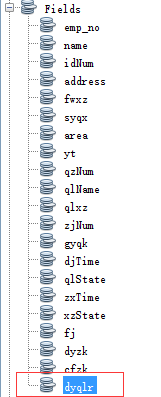 Fields
emp_no
name
idNum
address
fwxz
syqx
area
yt
qzNum
qlName
qlxz
zjNum
gyqk
djTime
qlState
zxTime
xzState
fj
dyzk
cfzk
dyqlr